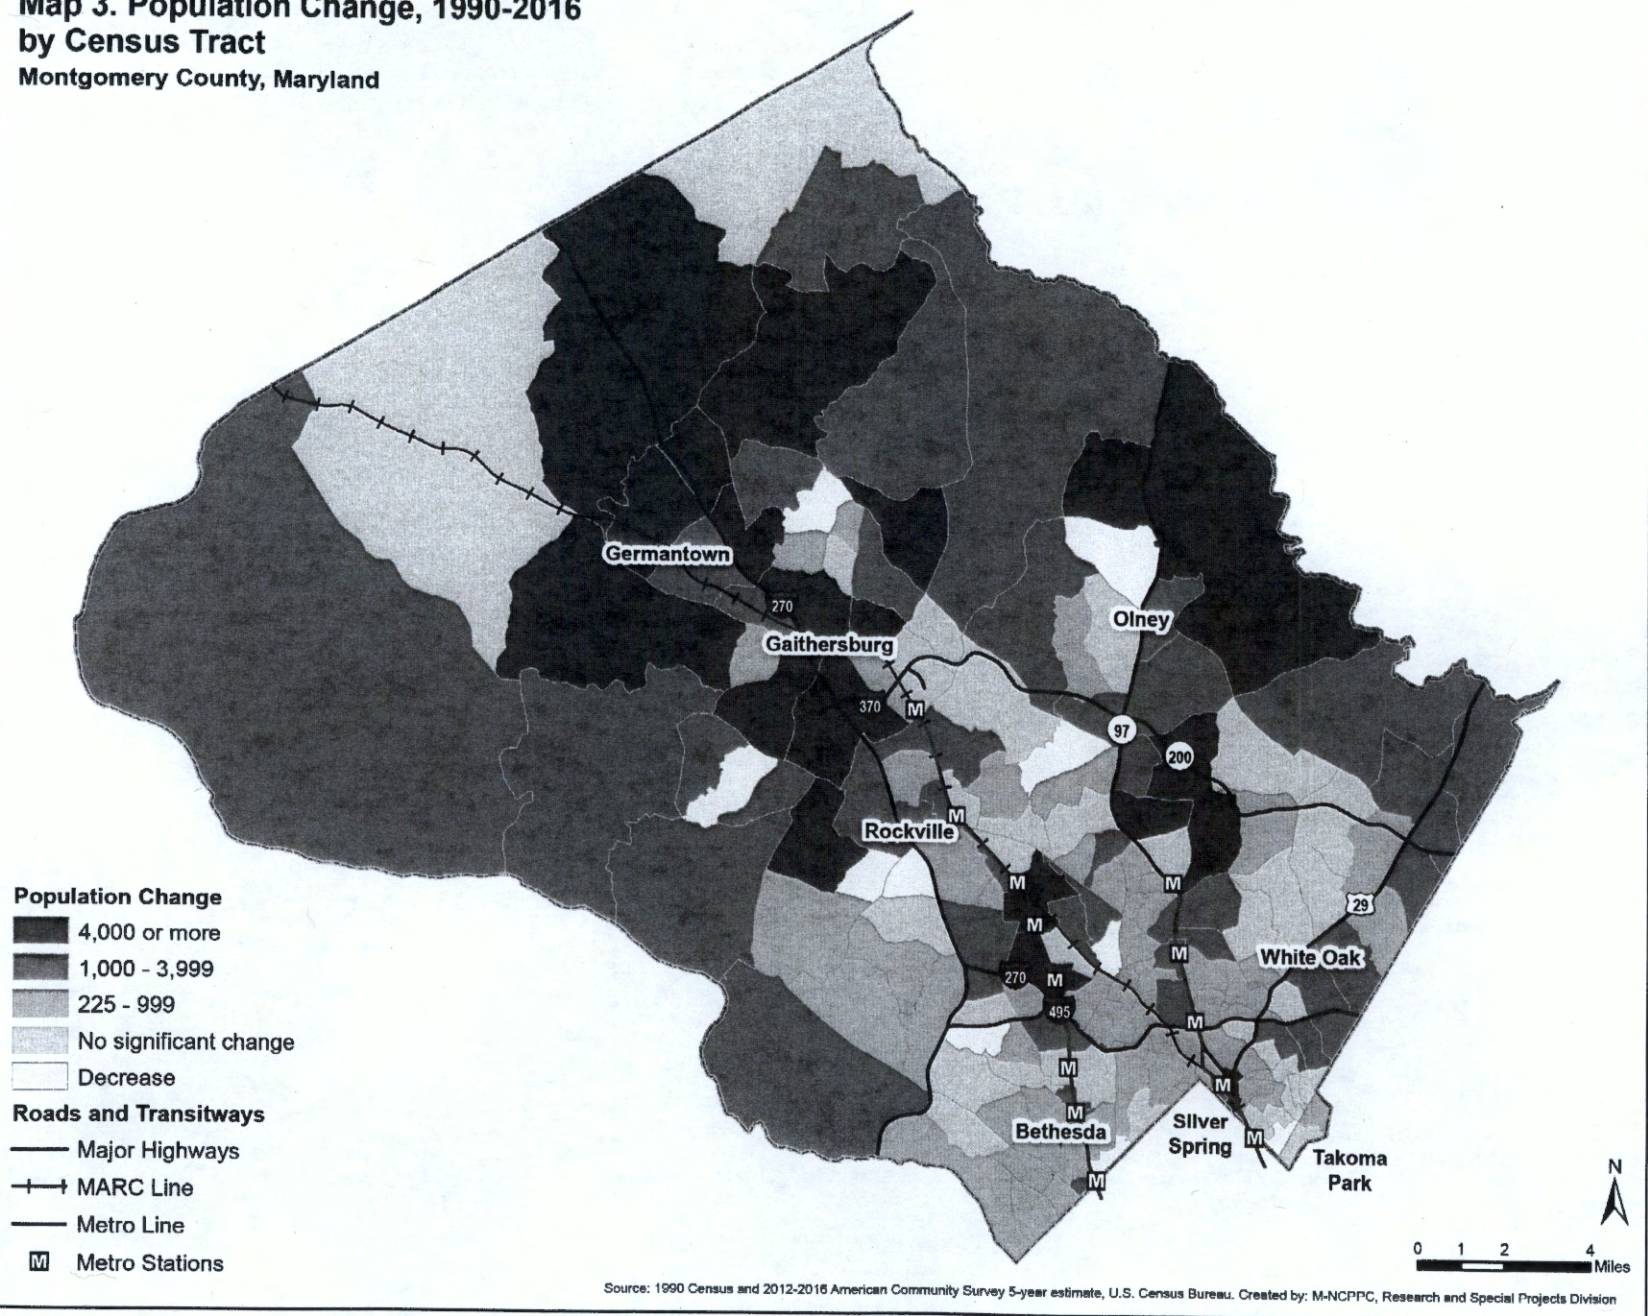 Map 3. Population Change, 1990-2016
by Census Tract
Montgomery County, Maryland
Germantown
270
Gaithersburg
Olney
370
M
97
200
M
Rockville
M
M
29
M
M
White Oak
270
M
495
M
M
M
M
Bethesda
Silver
Spring
M
Takoma
Park
M
Population Change
4,000 or more
1,000 - 3,999
225 - 999
No significant change
Decrease
Roads and Transitways
Major Highways
MARC Line
Metro Line
M Metro Stations
N
0 1 2 4
Miles
Source: 1990 Census and 2012-2016 American Community Survey 5-year estimate, U.S. Census Bureau. Created by: M-NCPPC, Research and Special Projects Division